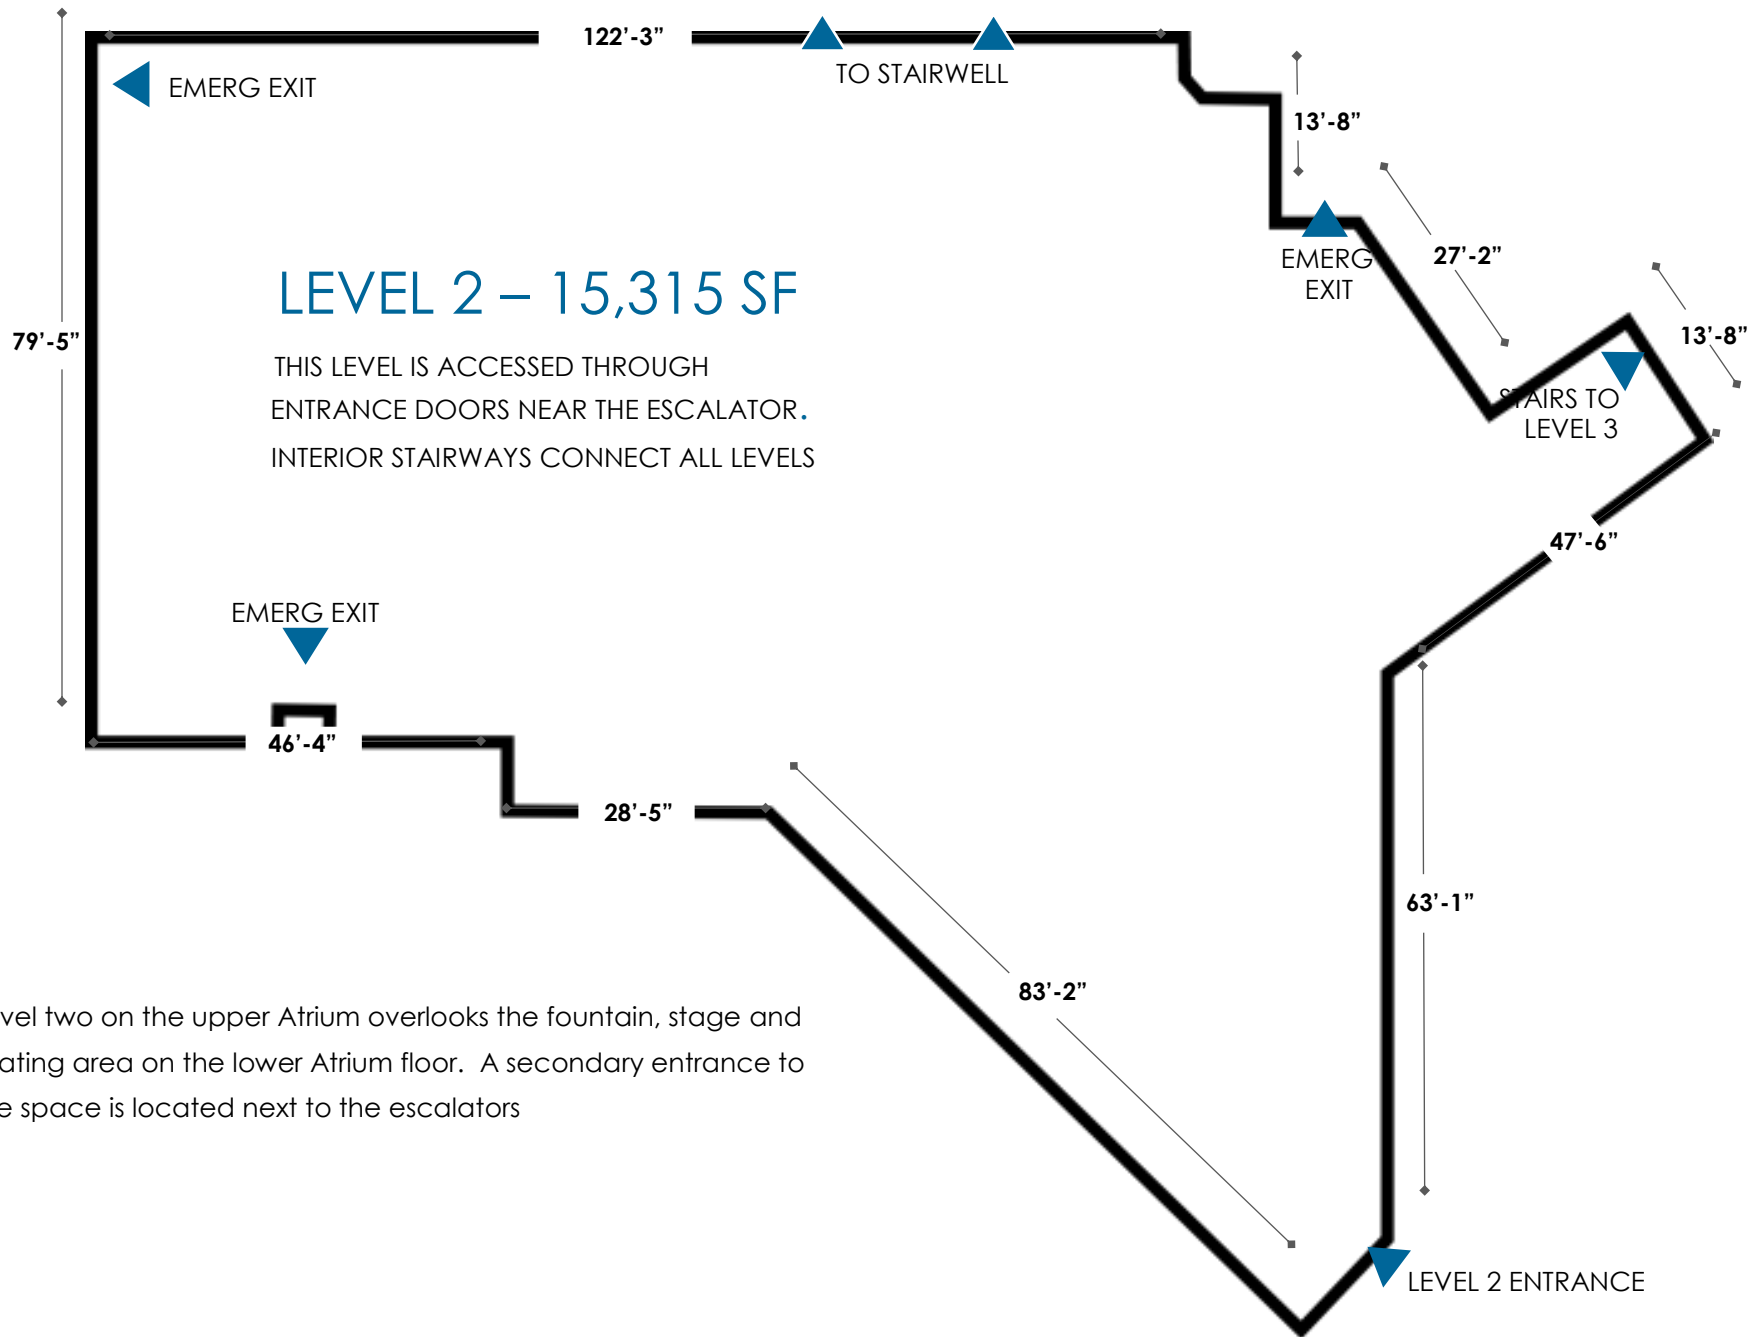 122’-3”
TO STAIRWELL
EMERG EXIT
13’-8”
27’-2”
EMERG
EXIT
LEVEL 2 – 15,315 SF
79’-5”
13’-8”
THIS LEVEL IS ACCESSED THROUGH
ENTRANCE DOORS NEAR THE ESCALATOR.
INTERIOR STAIRWAYS CONNECT ALL LEVELS
STAIRS TO
LEVEL 3
47’-6”
EMERG EXIT
46’-4”
28’-5”
63’-1”
83’-2”
vel two on the upper Atrium overlooks the fountain, stage and
ating area on the lower Atrium floor. A secondary entrance to
e space is located next to the escalators
LEVEL 2 ENTRANCE